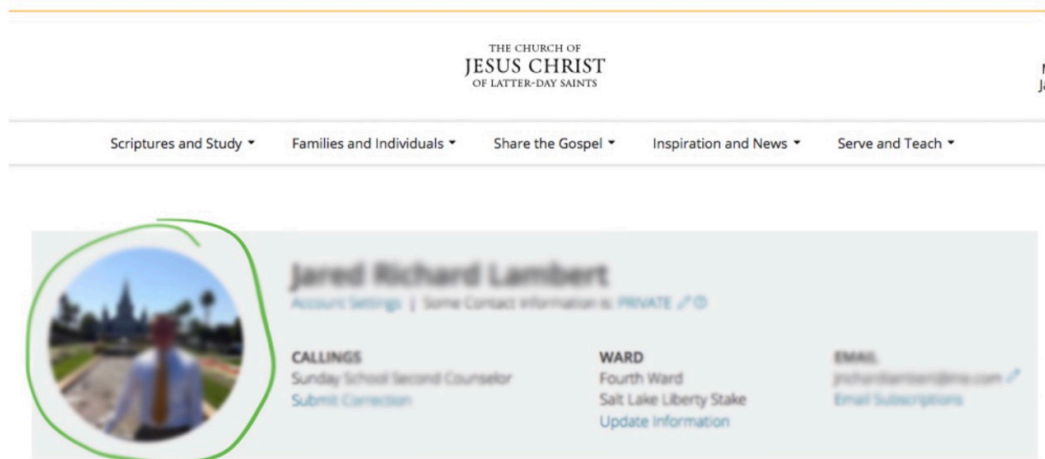 THE CHURCH OF
JESUS CHRIST
OF LATTER-DAY SAINTS
Scriptures and Study Families and Individuals Share the Gospel Inspiration and News Serve and Teach
Account Settings | Some Contact Information is: PRIVATE
CALLINGS
Sunday School Second Counselor
Submit Correction
WARD
Fourth Ward
Salt Lake Liberty Stake
Update Information
EMAIL
Email Subscriptions